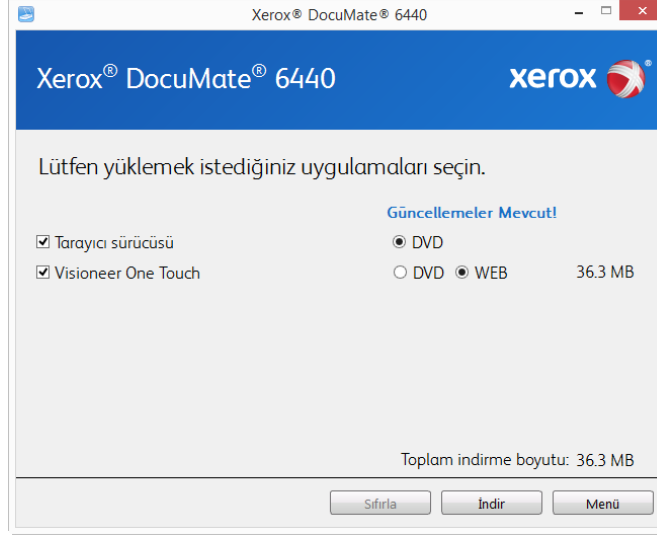 Xerox® DocuMate® 6440
Xerox® DocuMate® 6440
xerox®
Lütfen yüklemek istediğiniz uygulamaları seçin.
Güncellemeler Mevcut!
Tarayıcı sürücüsü DVD
Visioneer One Touch DVD WEB 36.3 MB
Toplam indirme boyutu: 36.3 MB
Sıfırla İndir Menü